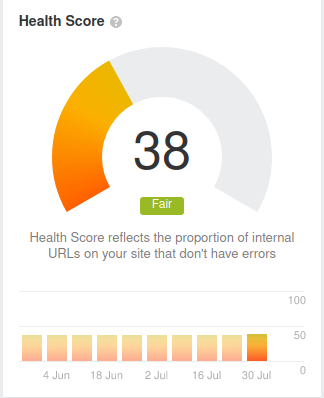 Health Score ?
38
Fair
Health Score reflects the proportion of internal
URLs on your site that don't have errors
100
50
0
4 Jun 18 Jun 2 Jul 16 Jul 30 Jul